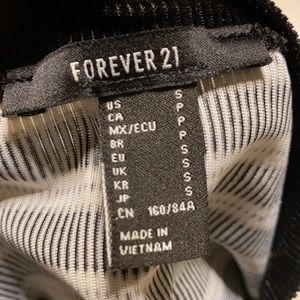 FOREVER 21
US S
CA P
MX/ECU P
BR P
EU S
UK S
KR S
JP S
CN 160/84A
MADE IN
VIETNAM